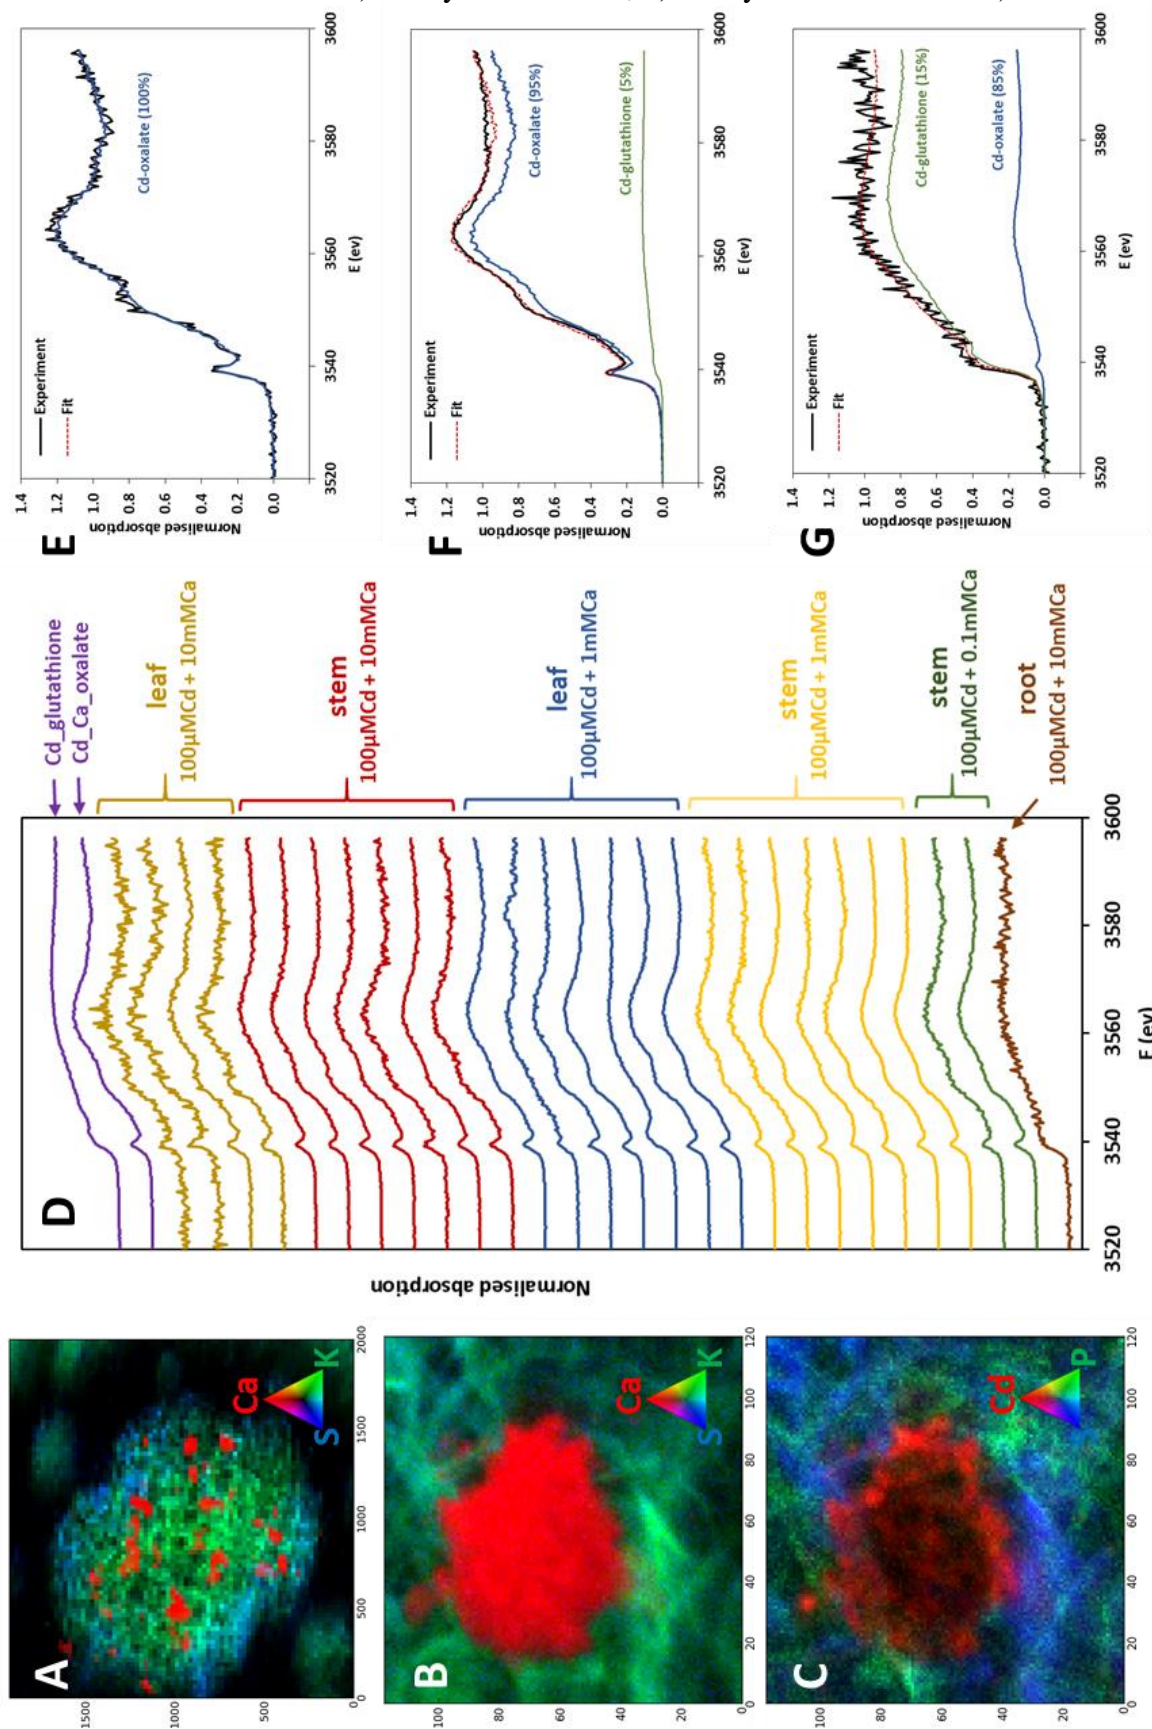 A
Ca
S
K
1500
1000
500
0
500
1000
1500
2000
B
Ca
S
K
100
80
60
40
20
0
20
40
60
80
100
120
C
Cd
S
P
100
80
60
40
20
0
20
40
60
80
100
120
D
Normalised absorption
Cd_glutathione
Cd_Ca_oxalate
leaf
100µMCd + 10mMCa
stem
100µMCd + 10mMCa
leaf
100µMCd + 1mMCa
stem
100µMCd + 1mMCa
stem
100µMCd + 0.1mMCa
root
100µMCd + 10mMCa
3520
3540
3560
3580
3600
E (ev)
E
Normalised absorption
1.4
1.2
1.0
0.8
0.6
0.4
0.2
0.0
Experiment
Fit
Cd-oxalate (100%)
3520
3540
3560
3580
3600
E (ev)
F
Normalised absorption
1.4
1.2
1.0
0.8
0.6
0.4
0.2
0.0
Experiment
Fit
Cd-oxalate (95%)
Cd-glutathione (5%)
3520
3540
3560
3580
3600
E (ev)
G
Normalised absorption
1.4
1.2
1.0
0.8
0.6
0.4
0.2
0.0
Experiment
Fit
Cd-glutathione (15%)
Cd-oxalate (85%)
3520
3540
3560
3580
3600
E (ev)